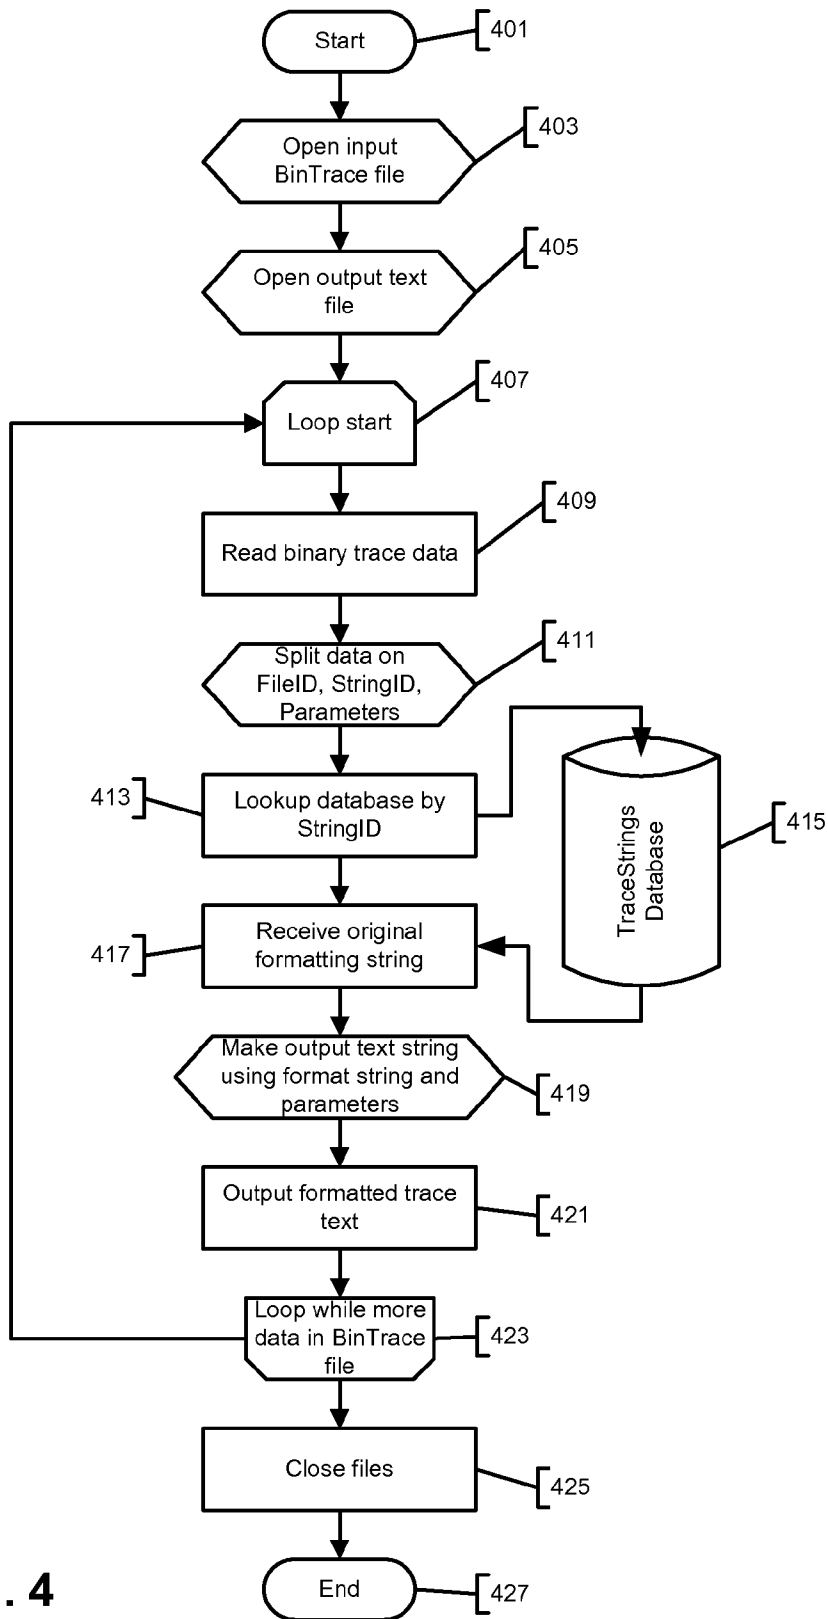 Start
401
Open input
BinTrace file
403
Open output text
file
405
Loop start
407
Read binary trace data
409
Split data on
FileID, StringID,
Parameters
411
Lookup database by
StringID
413
TraceStrings
Database
415
Receive original
formatting string
417
Make output text string
using format string and
parameters
419
Output formatted trace
text
421
Loop while more
data in BinTrace
file
423
Close files
425
End
427
. 4